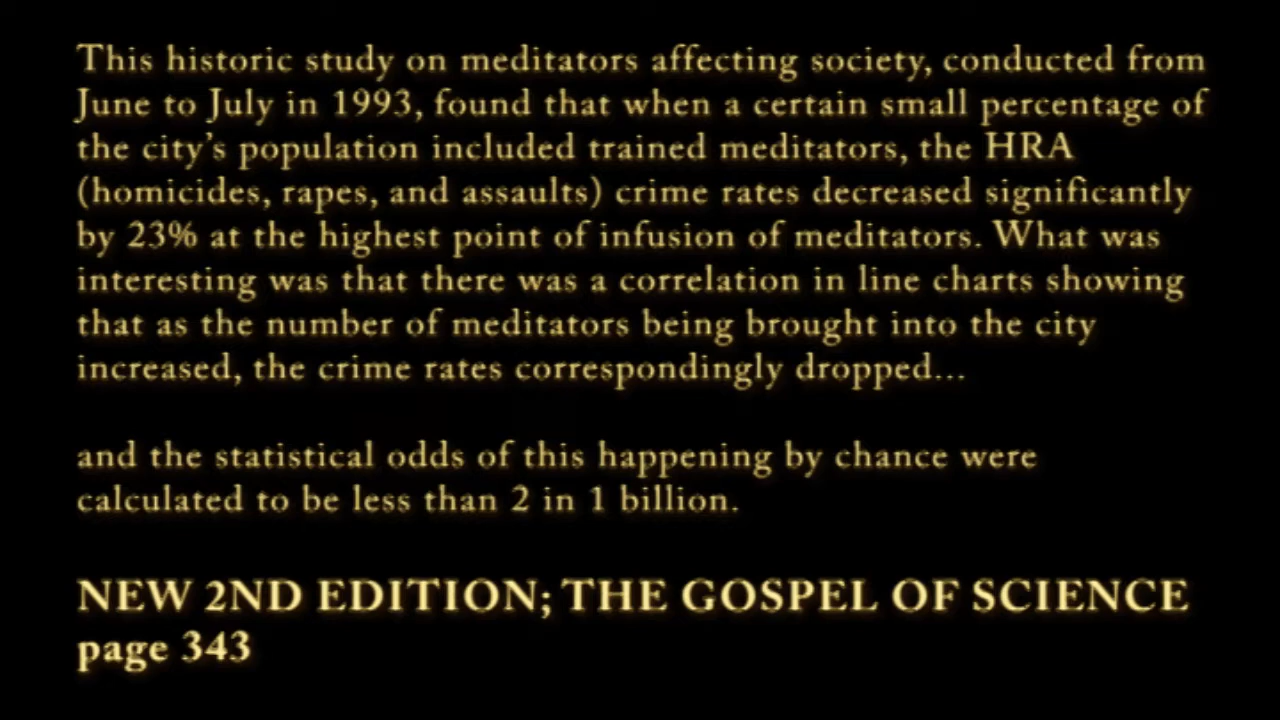 This historic study on meditators affecting society, conducted from
June to July in 1993, found that when a certain small percentage of
the city's population included trained meditators, the HRA
(homicides, rapes, and assaults) crime rates decreased significantly
by 23% at the highest point of infusion of meditators. What was
interesting was that there was a correlation in line charts showing
that as the number of meditators being brought into the city
increased, the crime rates correspondingly dropped...
and the statistical odds of this happening by chance were
calculated to be less than 2 in 1 billion.
NEW 2ND EDITION; THE GOSPEL OF SCIENCE
page 343